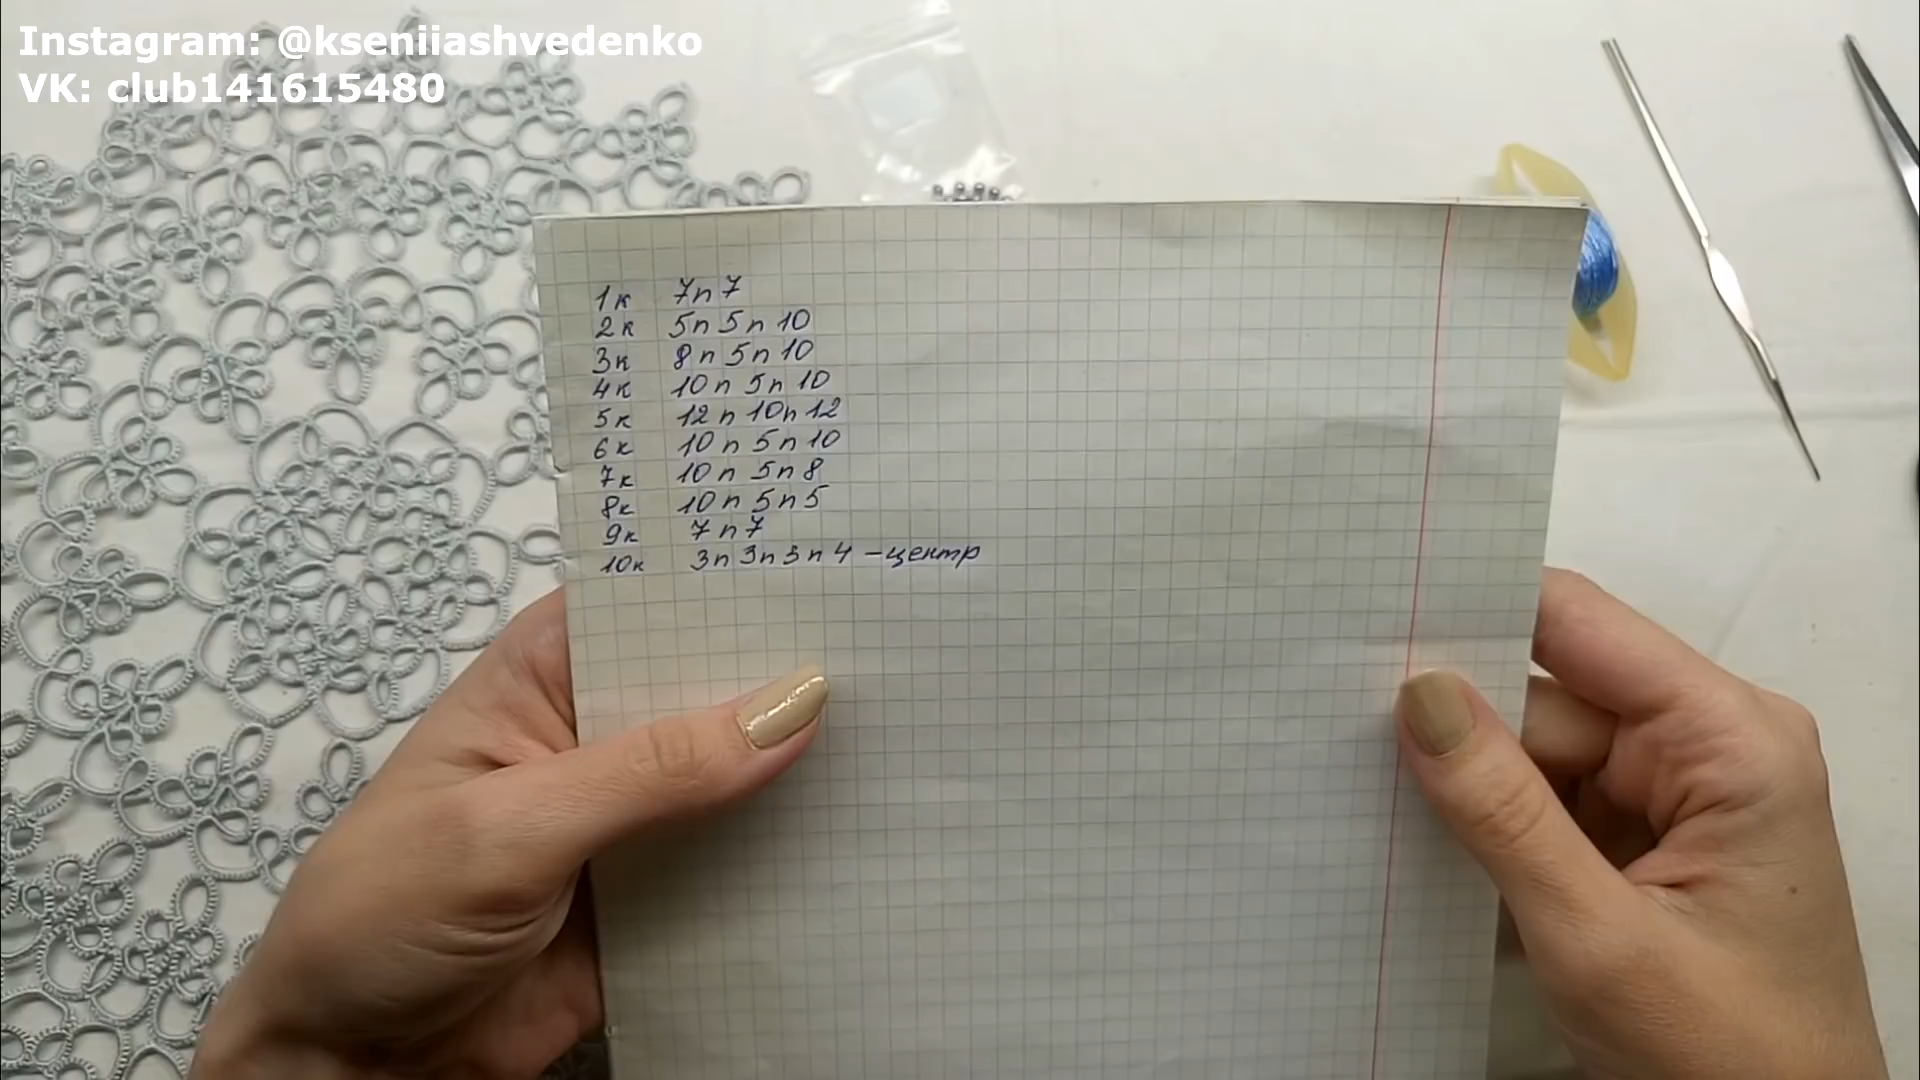 Instagram: @kseniiashvedenko
VK: club141615480
1к 7п7
2к 5п5п10
3к 8п5п10
4к 10п5п10
5к 12п10п12
6к 10п5п10
7к 10п5п8
8к 10п5п5
9к 7п7
10к 3п3п3п4 –центр